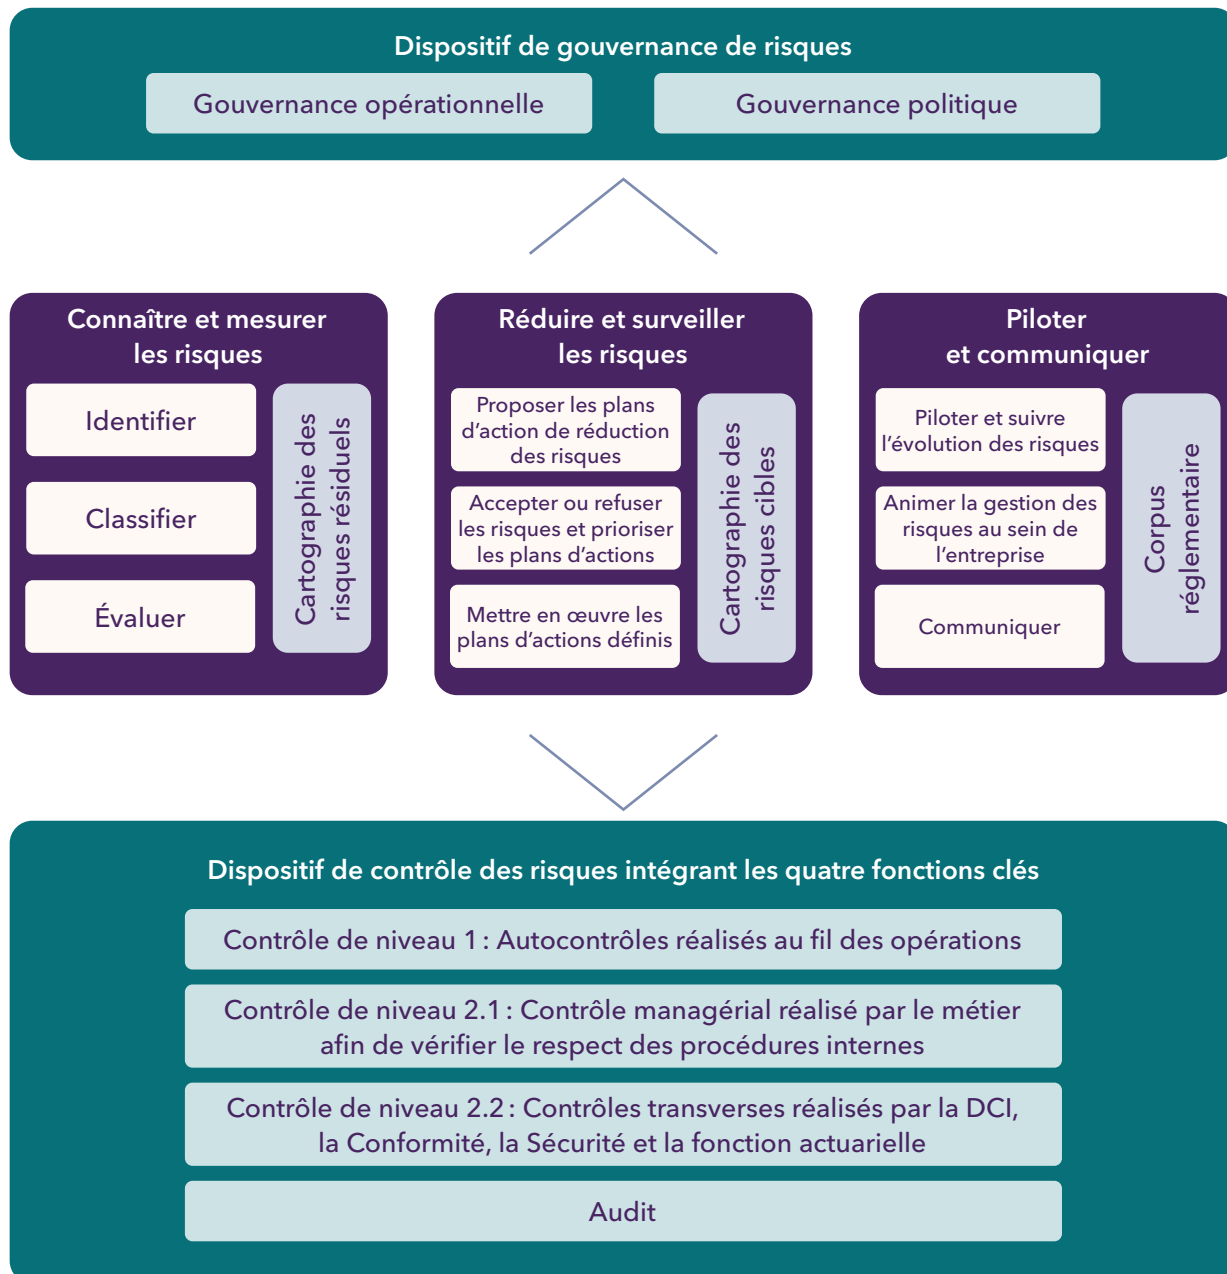 Dispositif de gouvernance de risques
Gouvernance opérationnelle
Gouvernance politique
Connaître et mesurer
les risques
Identifier
Classifier
Évaluer
Cartographie des
risques résiduels
Réduire et surveiller
les risques
Proposer les plans
d’action de réduction
des risques
Accepter ou refuser
les risques et prioriser
les plans d’actions
Mettre en œuvre les
plans d’actions définis
Cartographie des
risques cibles
Piloter
et communiquer
Piloter et suivre
l’évolution des risques
Animer la gestion des
risques au sein de
l’entreprise
Communiquer
Corpus
réglementaire
Dispositif de contrôle des risques intégrant les quatre fonctions clés
Contrôle de niveau 1 : Autocontrôles réalisés au fil des opérations
Contrôle de niveau 2.1 : Contrôle managérial réalisé par le métier
afin de vérifier le respect des procédures internes
Contrôle de niveau 2.2 : Contrôles transverses réalisés par la DCI,
la Conformité, la Sécurité et la fonction actuarielle
Audit